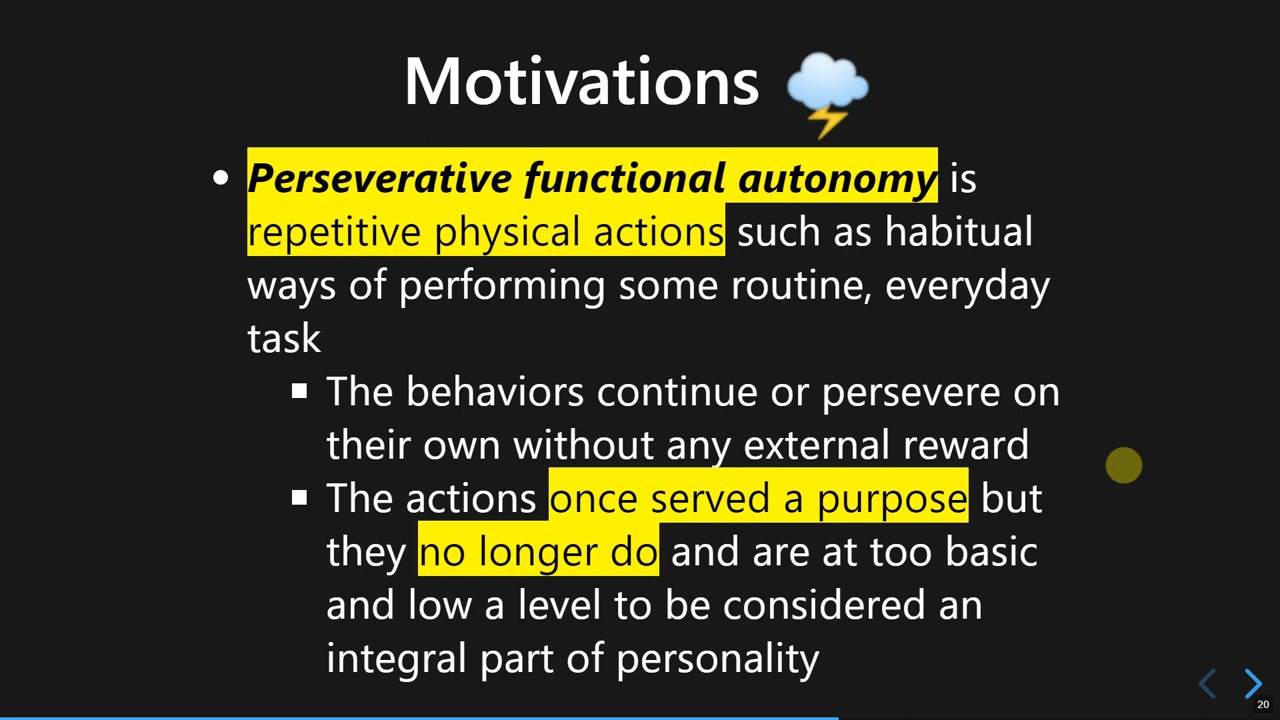 Motivations 🌩️
• Perseverative functional autonomy is
repetitive physical actions such as habitual
ways of performing some routine, everyday
task
▪ The behaviors continue or persevere on
their own without any external reward
▪ The actions once served a purpose but
they no longer do and are at too basic
and low a level to be considered an
integral part of personality
20